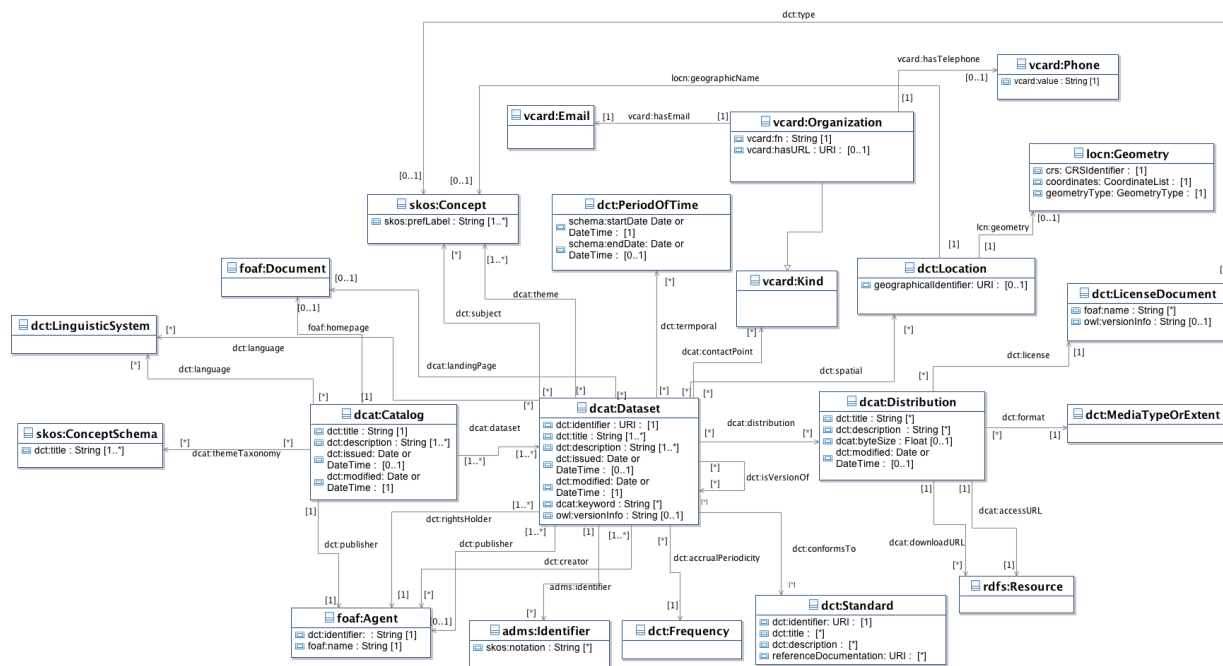 dct:type
vcard:Phone
vcard:value : String [1]
vcard:hasTelephone
[0..1]
[1]
locn:geographicName
vcard:Email
[1]
vcard:hasEmail
[1]
vcard:Organization
vcard:fn : String [1]
vcard:hasURL : URI : [0..1]
locn:Geometry
crs: CRSIdentifier : [1]
coordinates: CoordinateList : [1]
geometryType: GeometryType : [1]
[0..1]
[0..1]
skos:Concept
skos:prefLabel : String [1..*]
dct:PeriodOfTime
schema:startDate Date or
DateTime : [1]
schema:endDate: Date or
DateTime : [0..1]
lcn:geometry
[0..1]
[1]
[1]
[*]
[1..*]
[*]
foaf:Document
[0..1]
[0..1]
dcat:theme
vcard:Kind
[*]
dct:Location
geographicalIdentifier: URI : [0..1]
[*]
dct:LicenseDocument
foaf:name : String [*]
owl:versionInfo : String [0..1]
dct:LinguisticSystem
[*]
[*]
foaf:homepage
dct:subject
dct:termporal
dct:language
dcat:contactPoint
dct:language
dcat:landingPage
dct:spatial
dct:license
[1]
[*]
[*]
[1]
[*]
[*]
[*]
[*]
[*]
[*]
[*]
dcat:Catalog
dct:title : String [1]
dct:description : String [1..*]
dct:issued: Date or
DateTime : [0..1]
dct:modified: Date or
DateTime : [1]
dcat:Dataset
dct:identifier : URI : [1]
dct:title : String [1..*]
dct:description : String [1..*]
dct:issued: Date or
DateTime : [0..1]
dct:modified: Date or
DateTime : [1]
dcat:keyword : String [*]
owl:versionInfo : String [0..1]
dcat:Distribution
dct:title : String [*]
dct:description : String [*]
dcat:byteSize : Float [0..1]
dct:modified: Date or
DateTime : [0..1]
dct:MediaTypeOrExtent
dct:format
[*]
[1]
skos:ConceptSchema
dct:title : String [1..*]
[*]
[*]
dcat:themeTaxonomy
dcat:dataset
[1..*]
[1..*]
dcat:distribution
[*]
[*]
[*]
[*]
dct:isVersionOf
[*]
[1]
[1..*]
[1..*]
[1]
[1..*]
[*]
[1]
[1]
dcat:accessURL
dct:rightsHolder
dct:publisher
dct:publisher
dct:creator
dct:accrualPeriodicity
dct:conformsTo
dcat:downloadURL
[*]
[1]
adms:identifier
[*]
[1]
[1]
[*]
[*]
[1]
[0..1]
rdfs:Resource
foaf:Agent
dct:identifier: : String [1]
foaf:name : String [1]
adms:Identifier
skos:notation : String [*]
dct:Frequency
dct:Standard
dct:identifier: URI : [1]
dct:title : [*]
dct:description : [*]
referenceDocumentation: URI : [*]